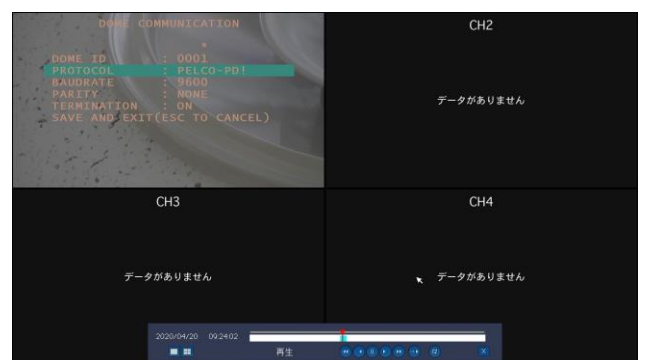 DOME COMMUNICATION
*
DOME ID : 0001
PROTOCOL : PELCO-PD!
BAUDRATE : 9600
PARITY : NONE
TERMINATION : ON
SAVE AND EXIT(ESC TO CANCEL)
CH2
データがありません
CH3
データがありません
CH4
データがありません
2020/04/20 09:24:02
再生